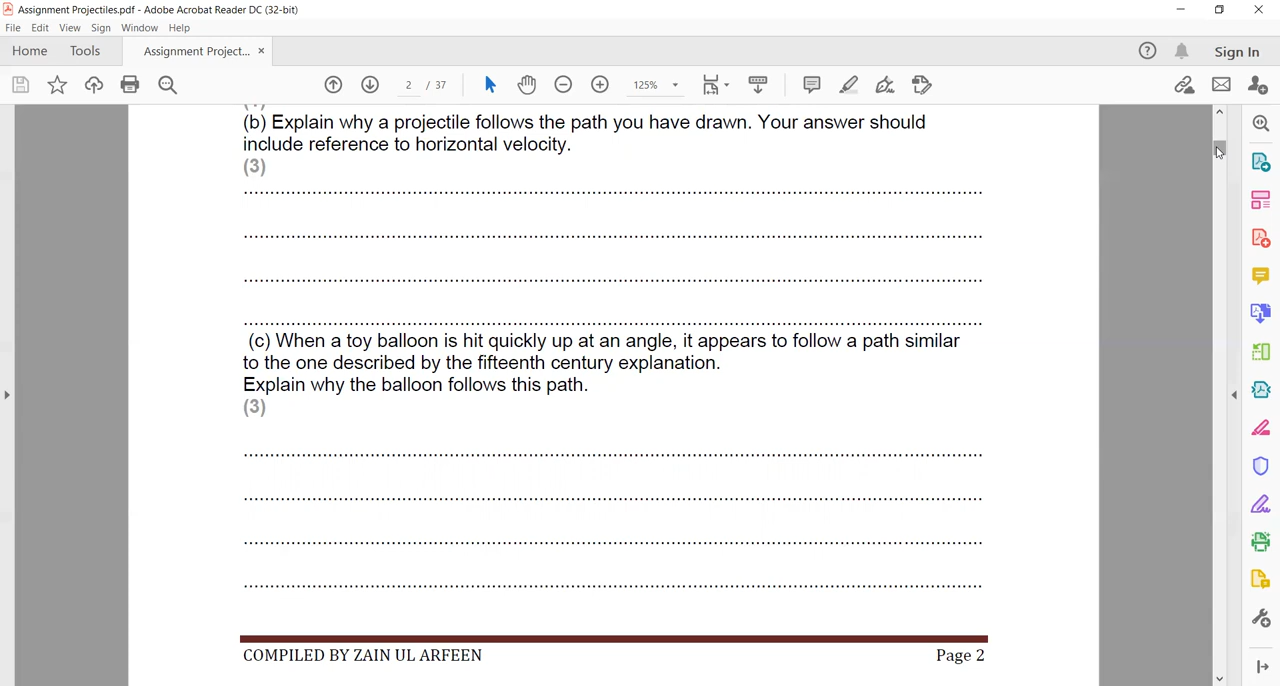 Assignment Projectiles.pdf - Adobe Acrobat Reader DC (32-bit)
File Edit View Sign Window Help
Home Tools Assignment Project... × Sign In
2 / 37 125%
(b) Explain why a projectile follows the path you have drawn. Your answer should
include reference to horizontal velocity.
(3)
(c) When a toy balloon is hit quickly up at an angle, it appears to follow a path similar
to the one described by the fifteenth century explanation.
Explain why the balloon follows this path.
(3)
COMPILED BY ZAIN UL ARFEEN Page 2